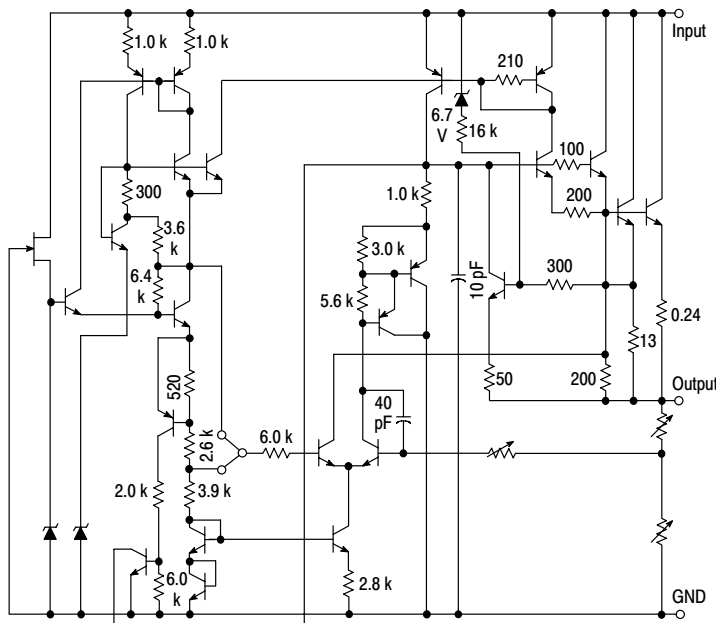 Input
1.0 k
1.0 k
210
6.7
V
16 k
100
300
1.0 k
200
3.6
k
3.0 k
10 pF
300
6.4
k
5.6 k
0.24
13
520
50
200
Output
40
pF
2.6 k
6.0 k
2.0 k
3.9 k
6.0
k
2.8 k
GND